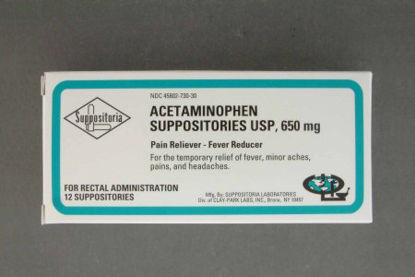 NDC 45802-730-30
Suppositoria
ACETAMINOPHEN
SUPPOSITORIES USP, 650 mg
Pain Reliever - Fever Reducer
For the temporary relief of fever, minor aches,
pains, and headaches.
FOR RECTAL ADMINISTRATION
12 SUPPOSITORIES
Mfg. By: SUPPOSITORIA LABORATORIES
Div. of CLAY-PARK LABS, INC., Bronx, NY 10457